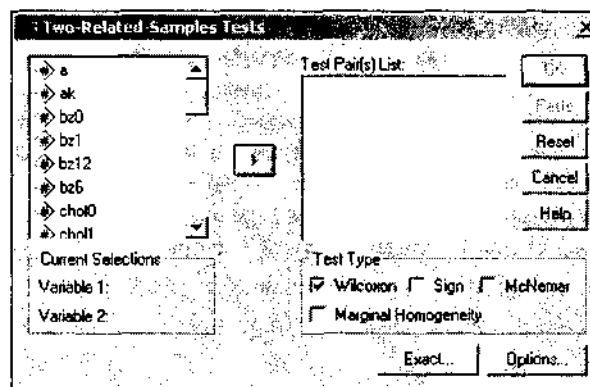 Two-Related-Samples Tests
a
ak
bz0
bz1
bz12
bz6
chol0
chol1
Current Selections
Variable 1:
Variable 2:
Test Pair(s) List:
OK
Paste
Reset
Cancel
Help
Test Type
Wilcoxon Sign McNemar
Marginal Homogeneity
Exact... Options...